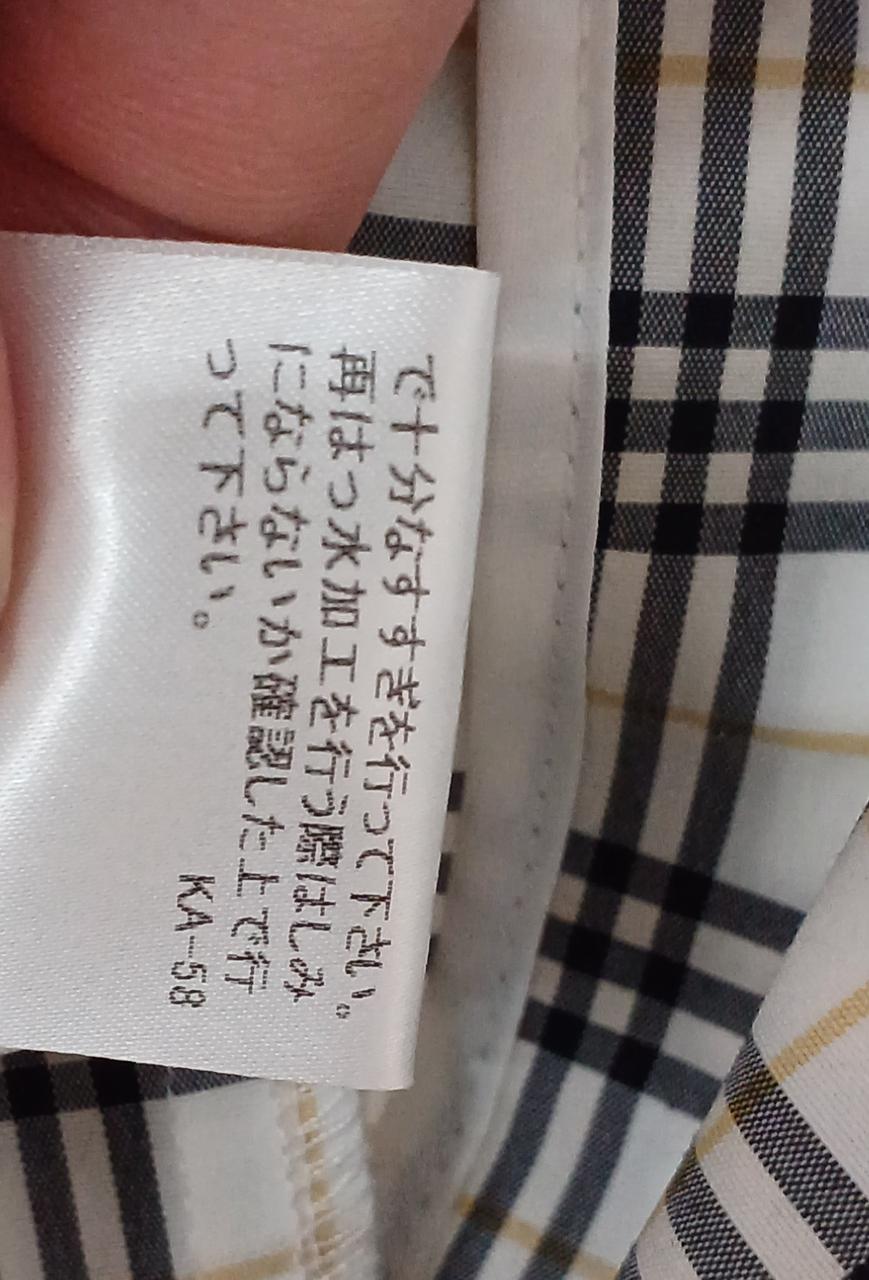 で十分なすすぎを行って下さい。
再はっ水加工を行う際はしみ
にならないか確認した上で行
って下さい。
KA-58